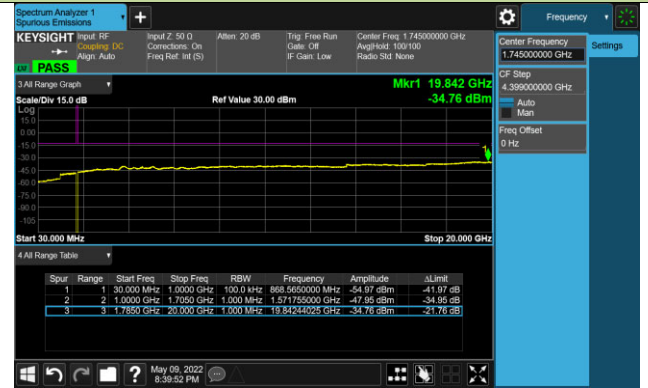 Spectrum Analyzer 1
Spurious Emissions
Frequency
KEYSIGHT
Input: RF
Coupling: DC
Align: Auto
Input Z: 50 Ω
Corrections: On
Freq Ref: Int (S)
Atten: 20 dB
Trig: Free Run
Gate: Off
IF Gain: Low
Center Freq: 1.745000000 GHz
Avg|Hold: 100/100
Radio Std: None
PASS
Center Frequency
1.745000000 GHz
Settings
CF Step
4.399000000 GHz
Auto
Man
Freq Offset
0 Hz
3 All Range Graph
Mkr1 19.842 GHz
Scale/Div 15.0 dB
Ref Value 30.00 dBm
-34.76 dBm
Log
15.0
0.00
-15.0
-30.0
-45.0
-60.0
-75.0
-90.0
-105
1
Start 30.000 MHz
Stop 20.000 GHz
4 All Range Table
Spur Range Start Freq Stop Freq RBW Frequency Amplitude ΔLimit
1 1 30.000 MHz 1.0000 GHz 100.0 kHz 868.5650000 MHz -54.97 dBm -41.97 dB
2 2 1.0000 GHz 1.7050 GHz 1.000 MHz 1.571755000 GHz -47.95 dBm -34.95 dB
3 3 1.7850 GHz 20.000 GHz 1.000 MHz 19.84244025 GHz -34.76 dBm -21.76 dB
May 09, 2022
8:39:52 PM